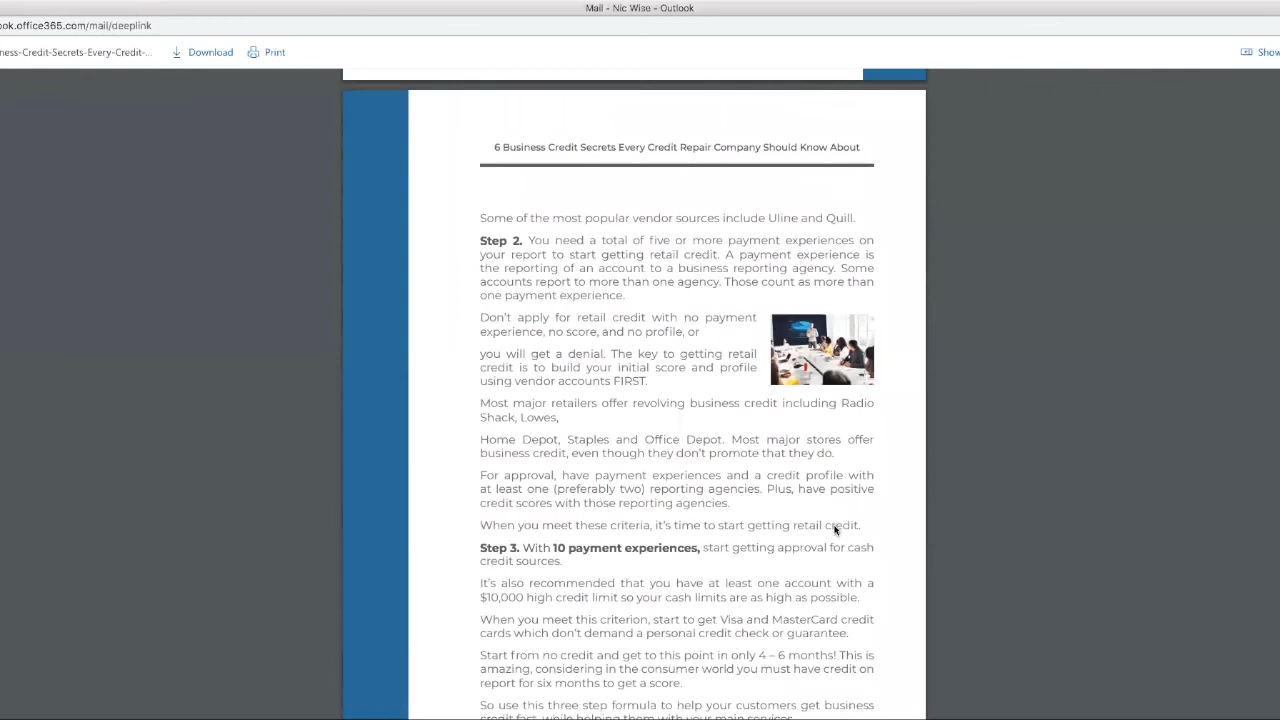 Mail - Nic Wise - Outlook
ook.office365.com/mail/deeplink
ness-Credit-Secrets-Every-Credit-...
Download
Print
Show
6 Business Credit Secrets Every Credit Repair Company Should Know About
Some of the most popular vendor sources include Uline and Quill.
Step 2. You need a total of five or more payment experiences on
your report to start getting retail credit. A payment experience is
the reporting of an account to a business reporting agency. Some
accounts report to more than one agency. Those count as more than
one payment experience.
Don't apply for retail credit with no payment
experience, no score, and no profile, or
you will get a denial. The key to getting retail
credit is to build your initial score and profile
using vendor accounts FIRST.
Most major retailers offer revolving business credit including Radio
Shack, Lowes,
Home Depot, Staples and Office Depot. Most major stores offer
business credit, even though they don't promote that they do.
For approval, have payment experiences and a credit profile with
at least one (preferably two) reporting agencies. Plus, have positive
credit scores with those reporting agencies.
When you meet these criteria, it's time to start getting retail credit.
Step 3. With 10 payment experiences, start getting approval for cash
credit sources.
It's also recommended that you have at least one account with a
$10,000 high credit limit so your cash limits are as high as possible.
When you meet this criterion, start to get Visa and MasterCard credit
cards which don't demand a personal credit check or guarantee.
Start from no credit and get to this point in only 4 – 6 months! This is
amazing, considering in the consumer world you must have credit on
report for six months to get a score.
So use this three step formula to help your customers get business
credit fast, while helping them with your main services.